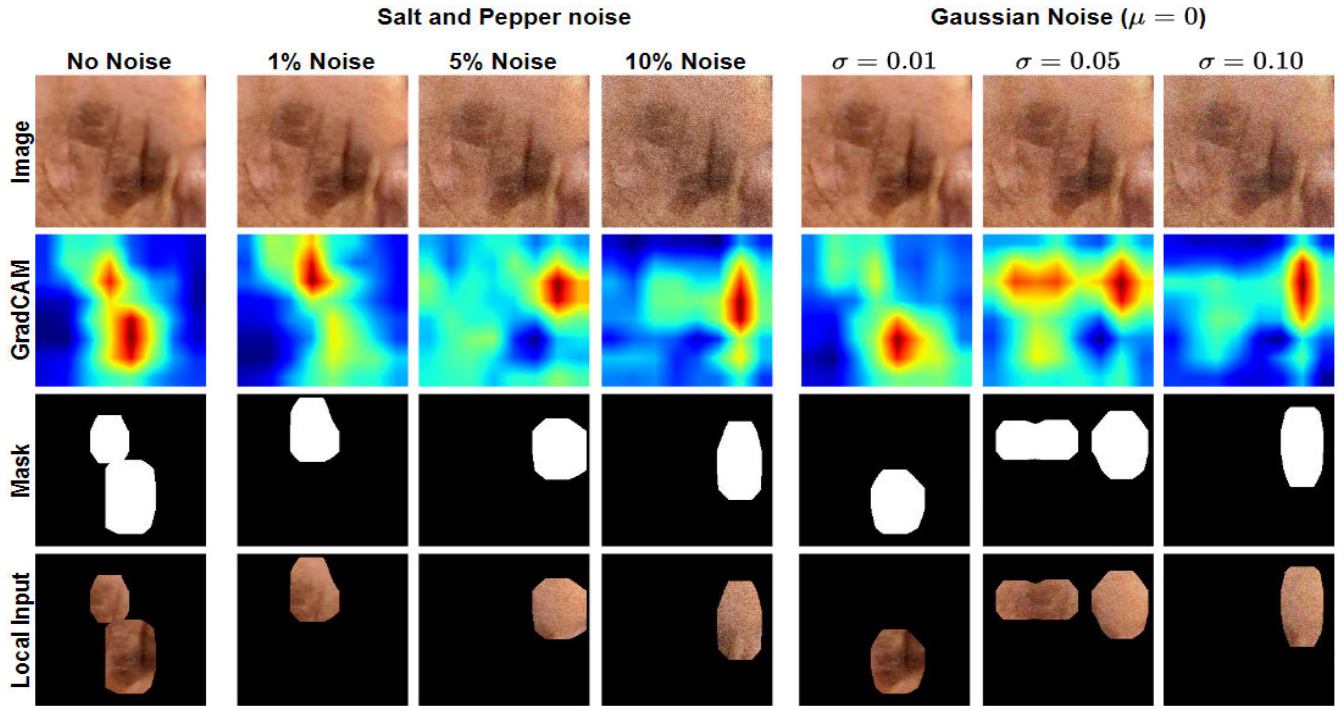 Salt and Pepper noise
Gaussian Noise (μ = 0)
No Noise
1% Noise
5% Noise
10% Noise
σ = 0.01
σ = 0.05
σ = 0.10
Image
GradCAM
Mask
Local Input